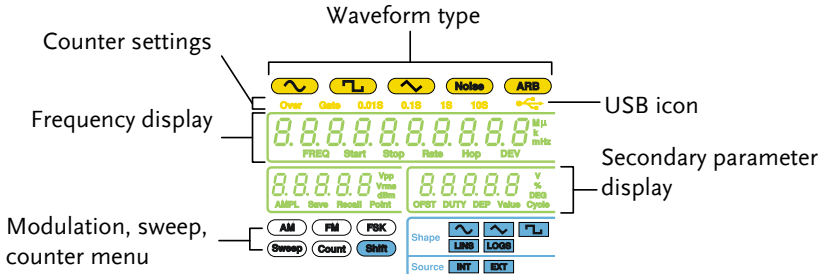 Waveform type
Counter settings
Noise ARB
Over Gate 0.01S 0.1S 1S 10S
USB icon
Frequency display
8.8.8.8.8.8.8.8.8.8 Mµ
k
mHz
FREQ Start Stop Rate Hop DEV
Secondary parameter
display
8.8.8.8.8 Vpp
Vrms
dBm
AMPL Save Recall Point
8.8.8.8.8 V
%
DEG
OFST DUTY DEP Value Cycle
Modulation, sweep,
counter menu
AM FM FSK
Sweep Count Shift
Shape
LINS LOGS
Source INT EXT